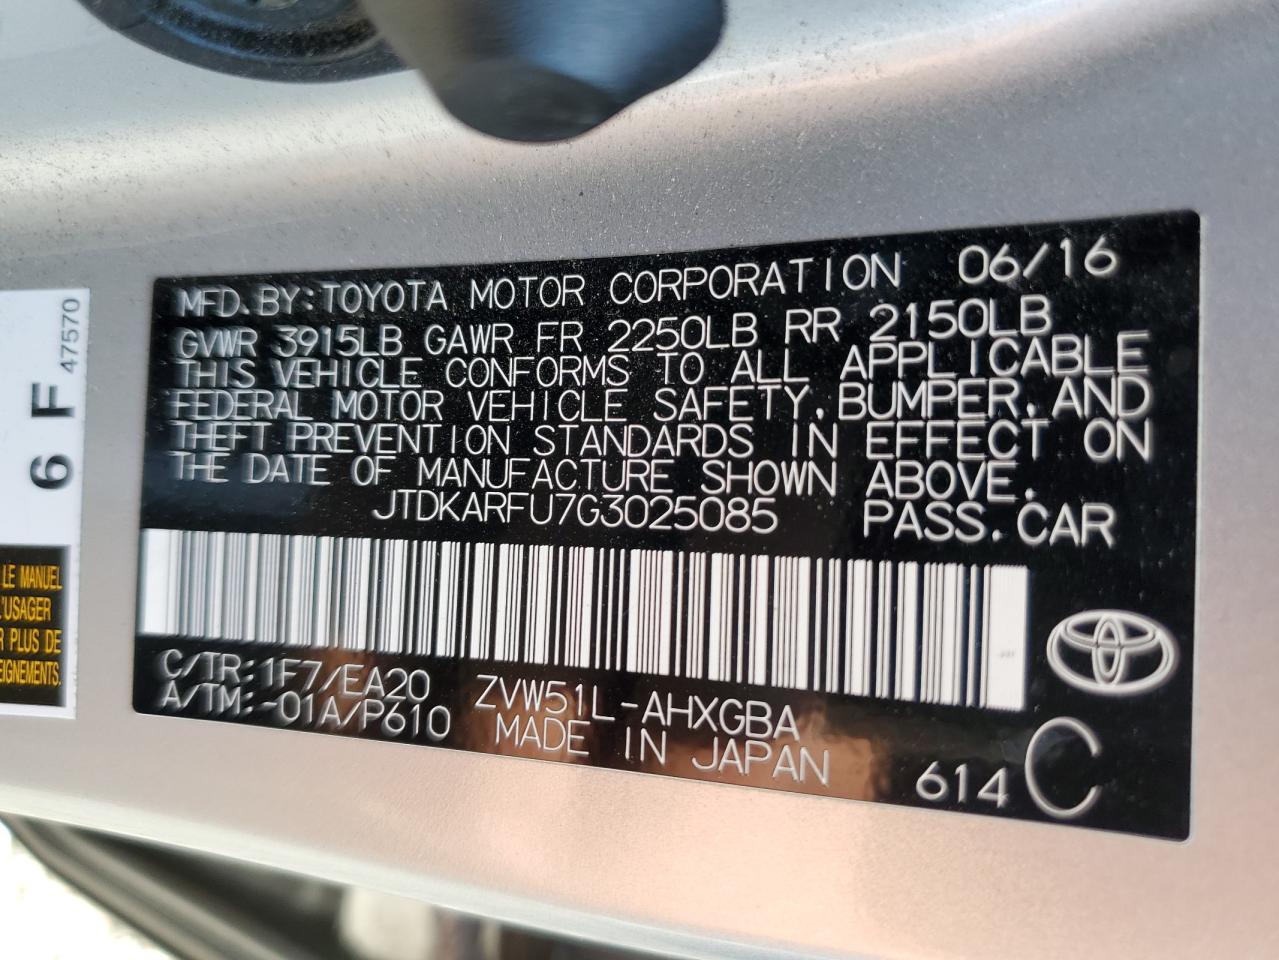 MFD.BY:TOYOTA MOTOR CORPORATION 06/16
GVWR 3915LB GAWR FR 2250LB RR 2150LB
THIS VEHICLE CONFORMS TO ALL APPLICABLE
FEDERAL MOTOR VEHICLE SAFETY,BUMPER,AND
THEFT PREVENTION STANDARDS IN EFFECT ON
THE DATE OF MANUFACTURE SHOWN ABOVE.
JTDKARFU7G3025085 PASS.CAR
C/TR:1F7/EA20 ZVW51L-AHXGBA
A/TM:-01A/P610 MADE IN JAPAN
614 C
6 F
47570
LE MANUEL
L'USAGER
R PLUS DE
EIGNEMENTS.